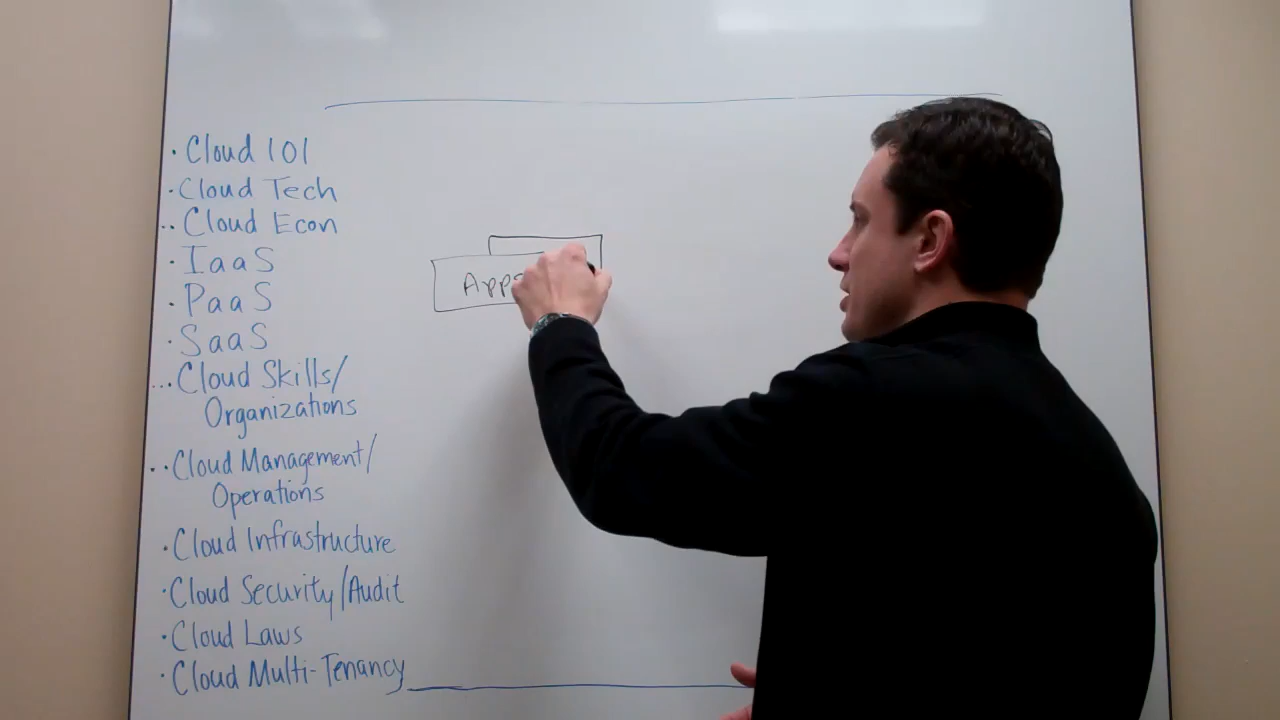 · Cloud 101
· Cloud Tech
.. Cloud Econ
· IaaS
· PaaS
· SaaS
... Cloud Skills/
Organizations
.. Cloud Management/
Operations
· Cloud Infrastructure
· Cloud Security/Audit
· Cloud Laws
· Cloud Multi-Tenancy
Apps